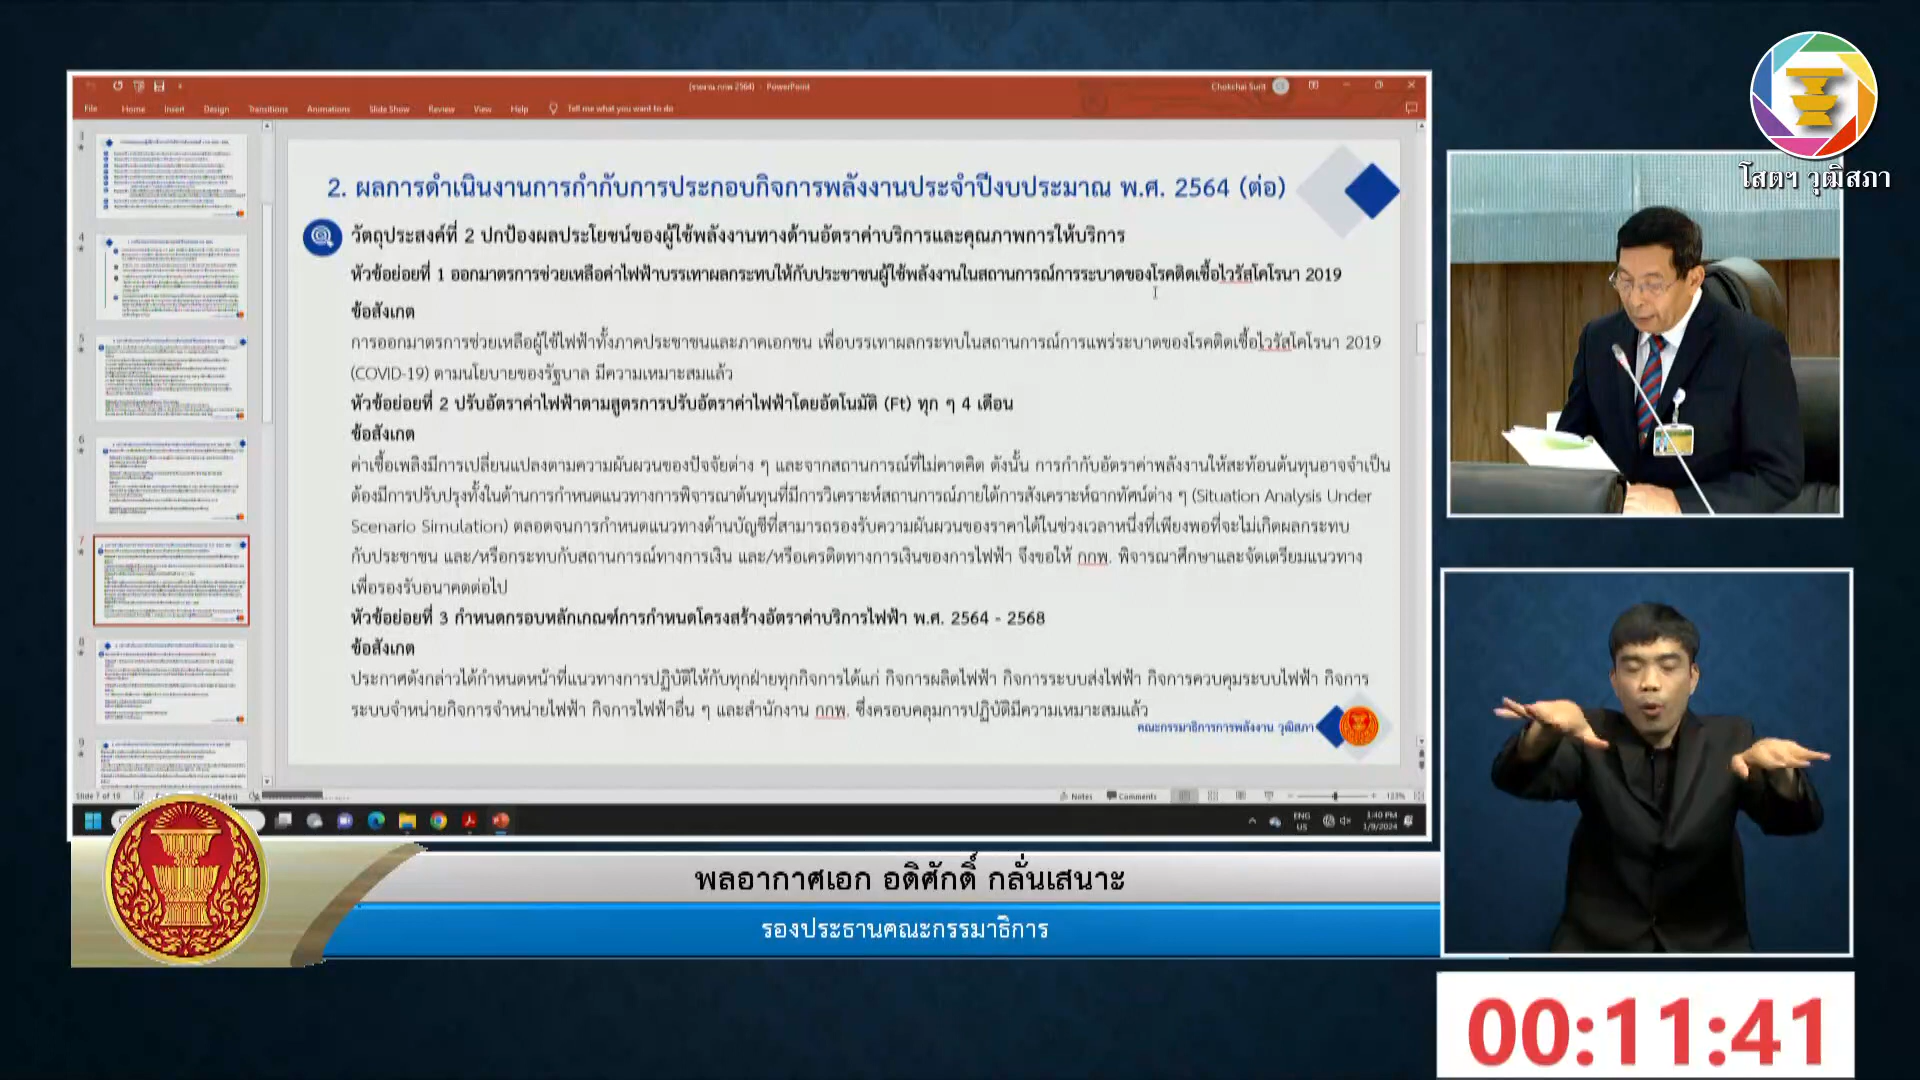 (รายงาน กกพ 2564) - PowerPoint
Chokchai Surit
File Home Insert Design Transitions Animations Slide Show Review View Help Tell me what you want to do
โสตฯ วุฒิสภา
2. ผลการดำเนินงานการกำกับการประกอบกิจการพลังงานประจำปีงบประมาณ พ.ศ. 2564 (ต่อ)
วัตถุประสงค์ที่ 2 ปกป้องผลประโยชน์ของผู้ใช้พลังงานทางด้านอัตราค่าบริการและคุณภาพการให้บริการ
หัวข้อย่อยที่ 1 ออกมาตรการช่วยเหลือค่าไฟฟ้าบรรเทาผลกระทบให้กับประชาชนผู้ใช้พลังงานในสถานการณ์การระบาดของโรคติดเชื้อไวรัสโคโรนา 2019
ข้อสังเกต
การออกมาตรการช่วยเหลือผู้ใช้ไฟฟ้าทั้งภาคประชาชนและภาคเอกชน เพื่อบรรเทาผลกระทบในสถานการณ์การแพร่ระบาดของโรคติดเชื้อไวรัสโคโรนา 2019
(COVID-19) ตามนโยบายของรัฐบาล มีความเหมาะสมแล้ว
หัวข้อย่อยที่ 2 ปรับอัตราค่าไฟฟ้าตามสูตรการปรับอัตราค่าไฟฟ้าโดยอัตโนมัติ (Ft) ทุก ๆ 4 เดือน
ข้อสังเกต
ค่าเชื้อเพลิงมีการเปลี่ยนแปลงตามความผันผวนของปัจจัยต่าง ๆ และจากสถานการณ์ที่ไม่คาดคิด ดังนั้น การกำกับอัตราค่าพลังงานให้สะท้อนต้นทุนอาจจำเป็น
ต้องมีการปรับปรุงทั้งในด้านการกำหนดแนวทางการพิจารณาต้นทุนที่มีการวิเคราะห์สถานการณ์ภายใต้การสังเคราะห์ฉากทัศน์ต่าง ๆ (Situation Analysis Under
Scenario Simulation) ตลอดจนการกำหนดแนวทางด้านบัญชีที่สามารถรองรับความผันผวนของราคาได้ในช่วงเวลาหนึ่งที่เพียงพอที่จะไม่เกิดผลกระทบ
กับประชาชน และ/หรือกระทบกับสถานการณ์ทางการเงิน และ/หรือเครดิตทางการเงินของการไฟฟ้า จึงขอให้ กกพ. พิจารณาศึกษาและจัดเตรียมแนวทาง
เพื่อรองรับอนาคตต่อไป
หัวข้อย่อยที่ 3 กำหนดกรอบหลักเกณฑ์การกำหนดโครงสร้างอัตราค่าบริการไฟฟ้า พ.ศ. 2564 - 2568
ข้อสังเกต
ประกาศดังกล่าวได้กำหนดหน้าที่แนวทางการปฏิบัติให้กับทุกฝ่ายทุกกิจการได้แก่ กิจการผลิตไฟฟ้า กิจการระบบส่งไฟฟ้า กิจการควบคุมระบบไฟฟ้า กิจการ
ระบบจำหน่ายกิจการจำหน่ายไฟฟ้า กิจการไฟฟ้าอื่น ๆ และสำนักงาน กกพ. ซึ่งครอบคลุมการปฏิบัติมีความเหมาะสมแล้ว
คณะกรรมาธิการการพลังงาน วุฒิสภา
4
5
6
7
8
9
Slide 7 of 19
Notes Comments 123%
ENG
US
1:40 PM
1/9/2024
พลอากาศเอก อดิศักดิ์ กลั่นเสนาะ
รองประธานคณะกรรมาธิการ
00:11:41